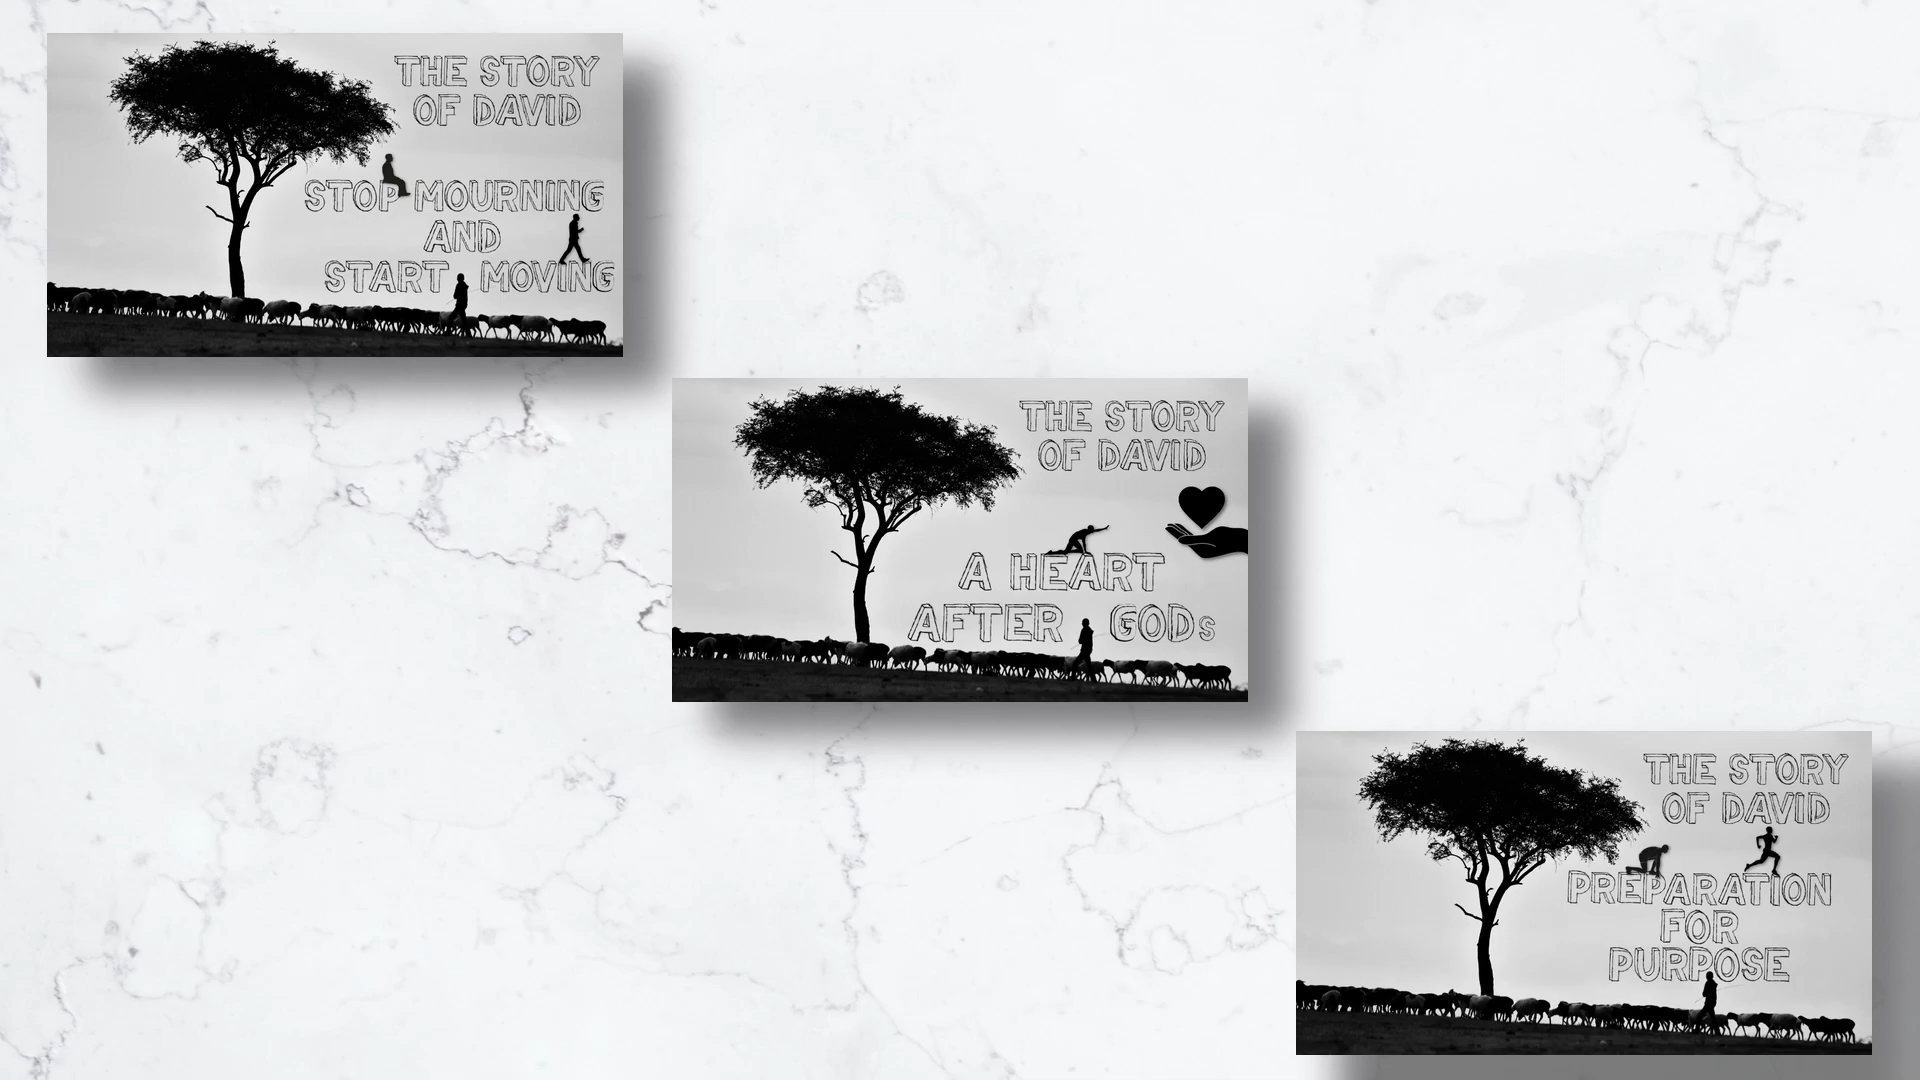 THE STORY
OF DAVID
STOP MOURNING
AND
START MOVING
THE STORY
OF DAVID
A HEART
AFTER GODs
THE STORY
OF DAVID
PREPARATION
FOR
PURPOSE